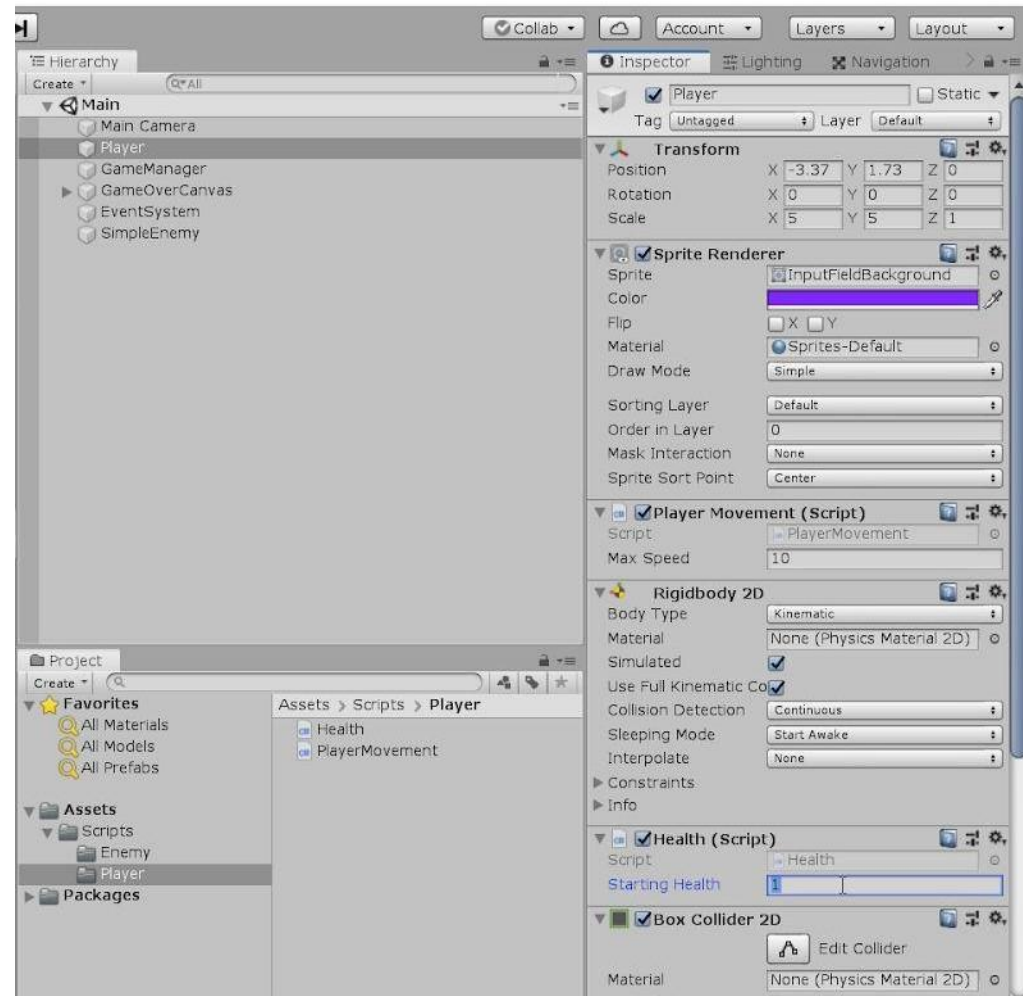 Collab
Account
Layers
Layout
Hierarchy
Create
All
Main
Main Camera
Player
GameManager
GameOverCanvas
EventSystem
SimpleEnemy
Project
Create
Favorites
All Materials
All Models
All Prefabs
Assets
Scripts
Enemy
Player
Packages
Assets > Scripts > Player
Health
PlayerMovement
Inspector Lighting Navigation
Player Static
Tag Untagged Layer Default
Transform
Position X -3.37 Y 1.73 Z 0
Rotation X 0 Y 0 Z 0
Scale X 5 Y 5 Z 1
Sprite Renderer
Sprite InputFieldBackground
Color
Flip X Y
Material Sprites-Default
Draw Mode Simple
Sorting Layer Default
Order in Layer 0
Mask Interaction None
Sprite Sort Point Center
Player Movement (Script)
Script PlayerMovement
Max Speed 10
Rigidbody 2D
Body Type Kinematic
Material None (Physics Material 2D)
Simulated
Use Full Kinematic Co
Collision Detection Continuous
Sleeping Mode Start Awake
Interpolate None
Constraints
Info
Health (Script)
Script Health
Starting Health 1
Box Collider 2D
Edit Collider
Material None (Physics Material 2D)